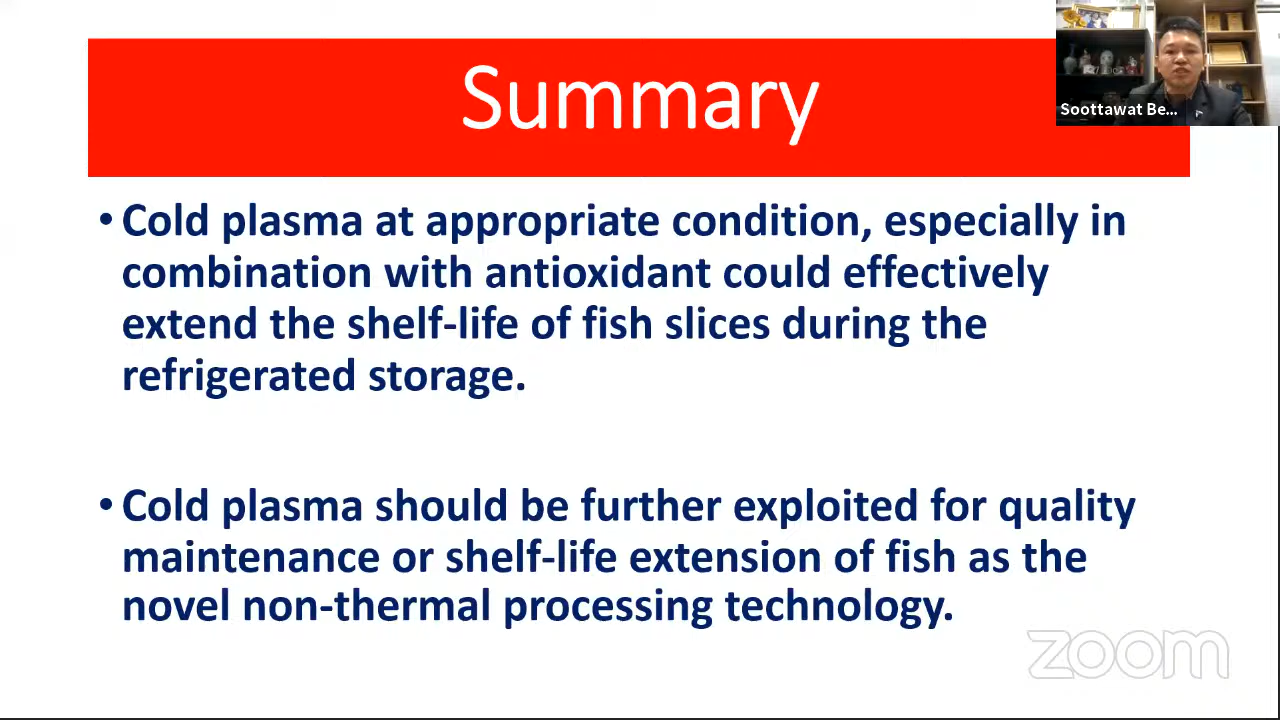 Summary
Soottawat Be...
• Cold plasma at appropriate condition, especially in
combination with antioxidant could effectively
extend the shelf-life of fish slices during the
refrigerated storage.
• Cold plasma should be further exploited for quality
maintenance or shelf-life extension of fish as the
novel non-thermal processing technology.
zoom